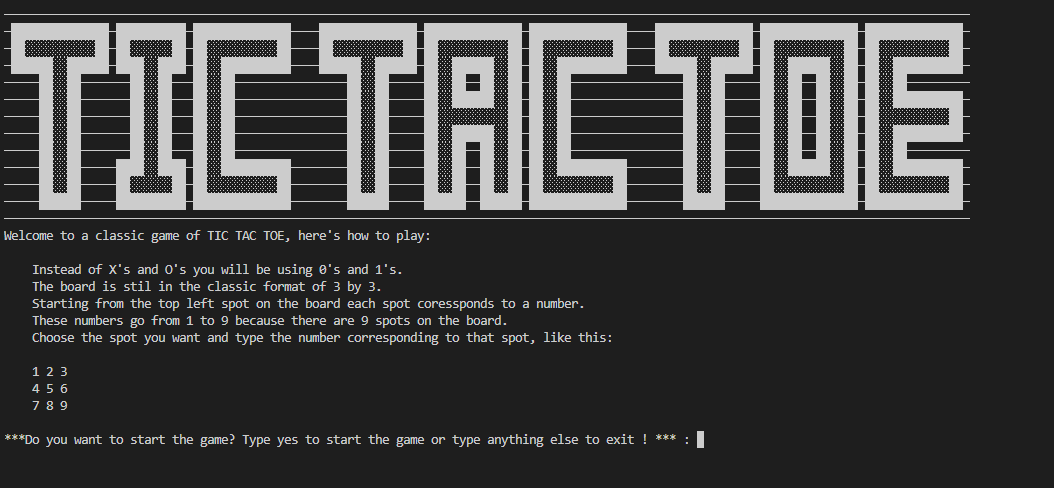 TIC TAC TOE
Welcome to a classic game of TIC TAC TOE, here's how to play:
Instead of X's and O's you will be using 0's and 1's.
The board is stil in the classic format of 3 by 3.
Starting from the top left spot on the board each spot coressponds to a number.
These numbers go from 1 to 9 because there are 9 spots on the board.
Choose the spot you want and type the number corresponding to that spot, like this:
1 2 3
4 5 6
7 8 9
***Do you want to start the game? Type yes to start the game or type anything else to exit ! *** :